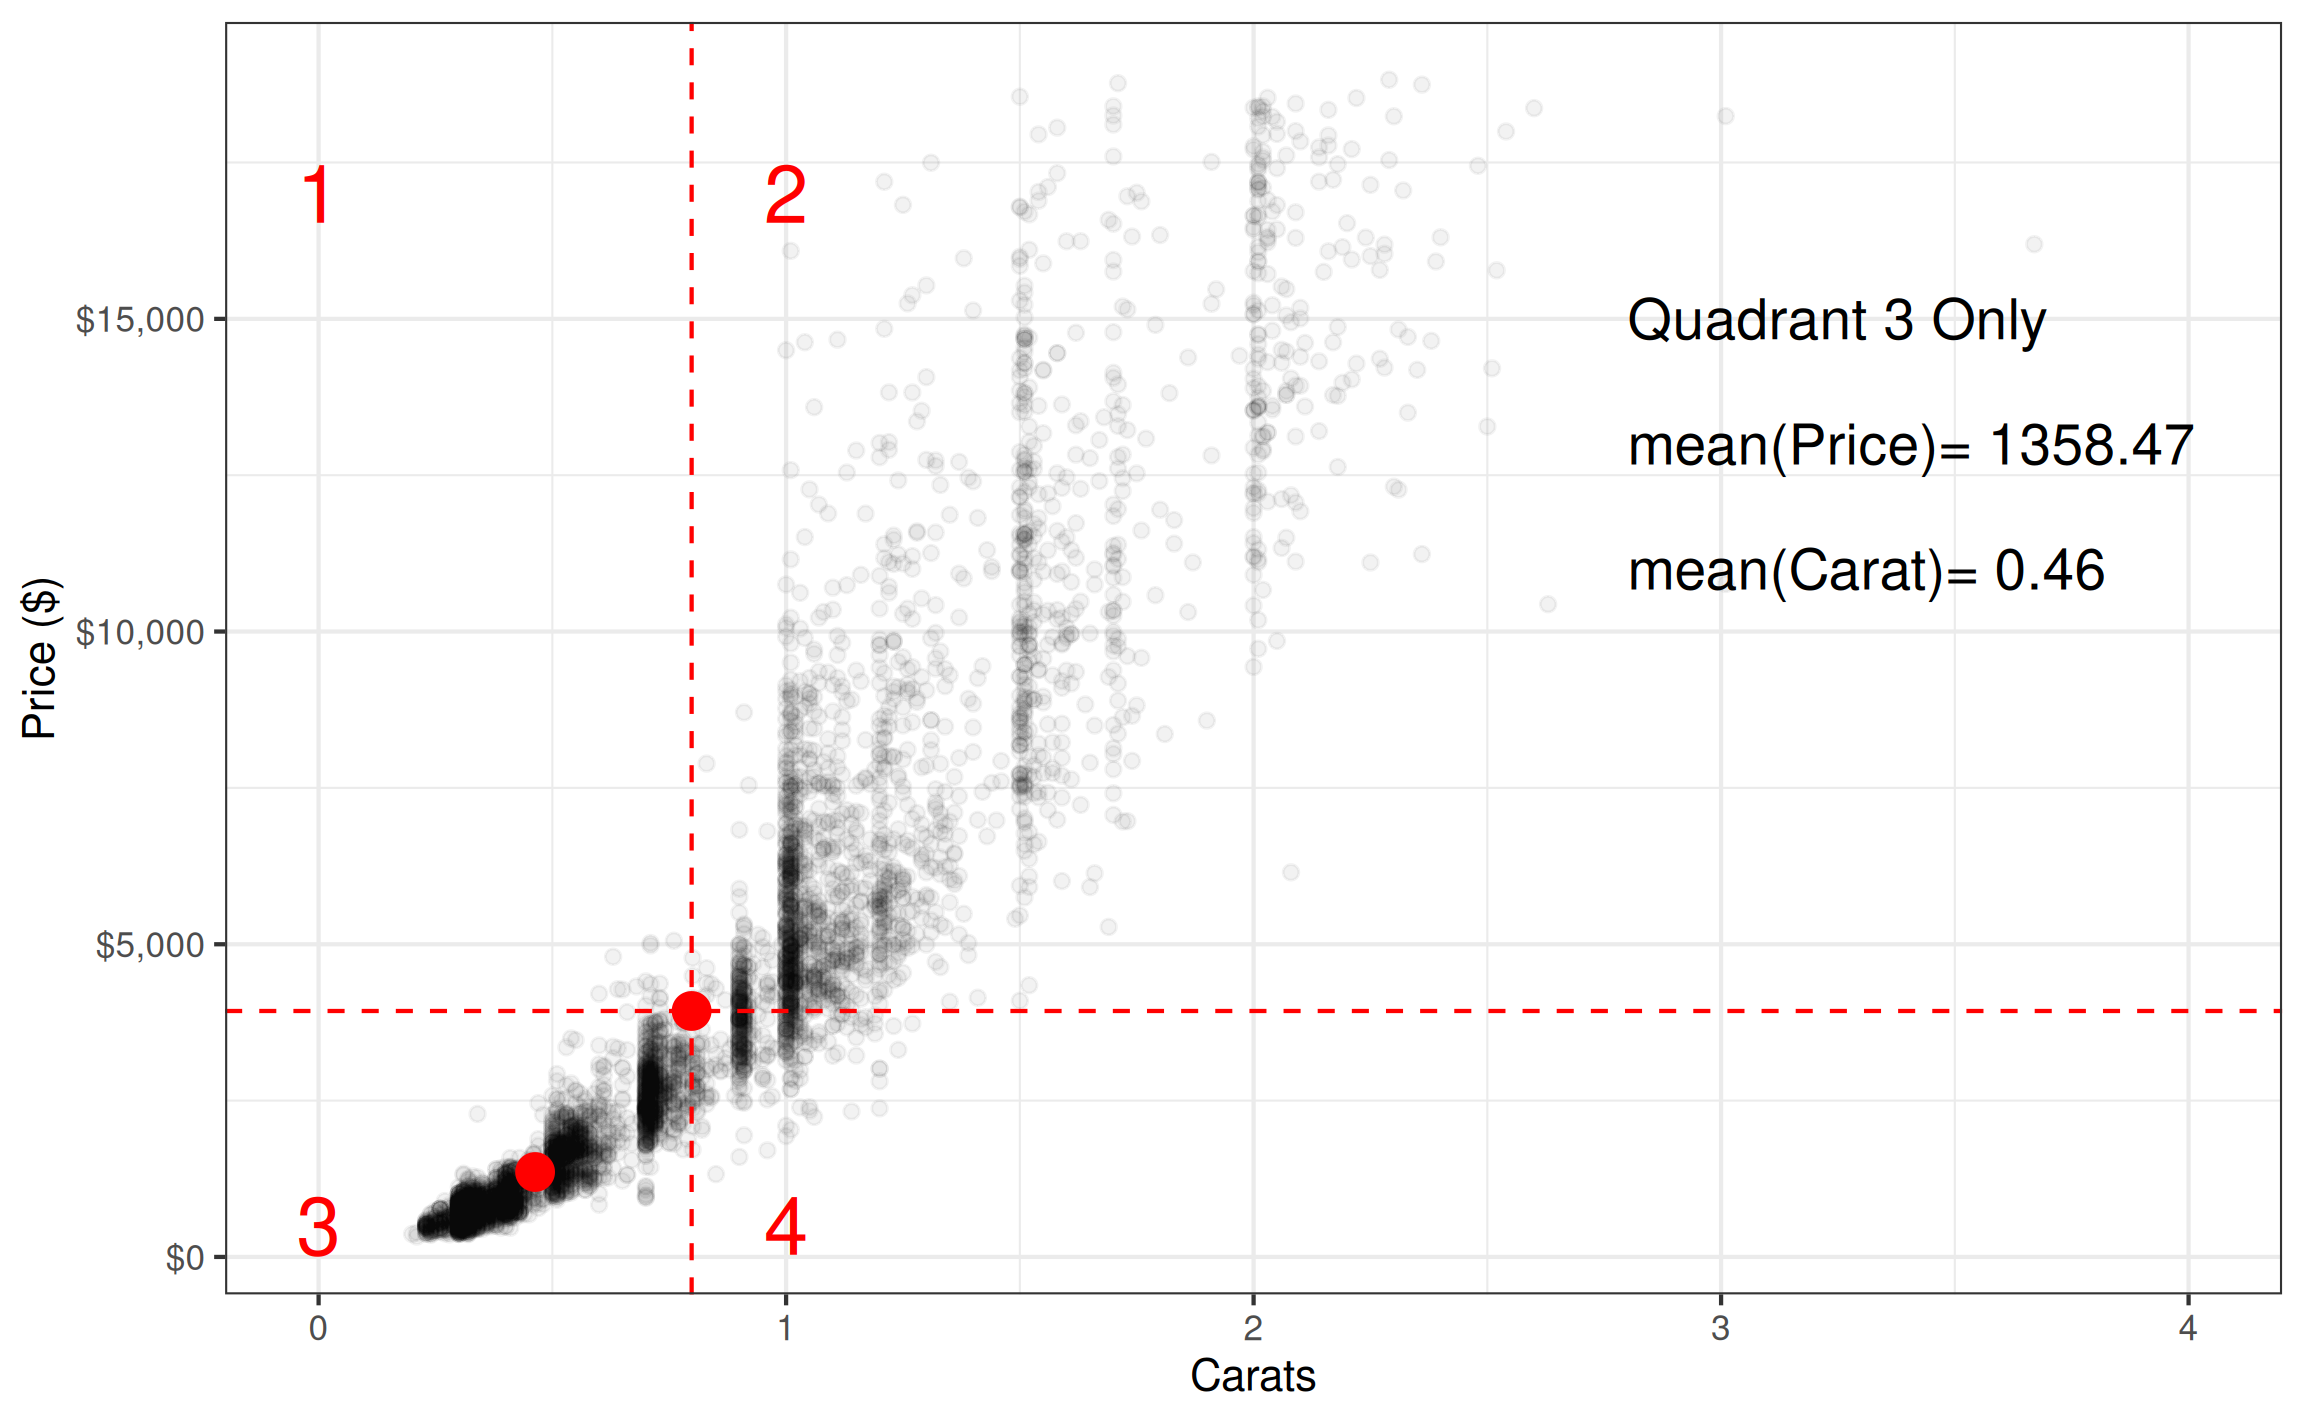 1
2
$15,000
Quadrant 3 Only
mean(Price)= 1358.47
mean(Carat)= 0.46
$10,000
Price ($)
$5,000
3
4
$0
0
1
2
3
4
Carats